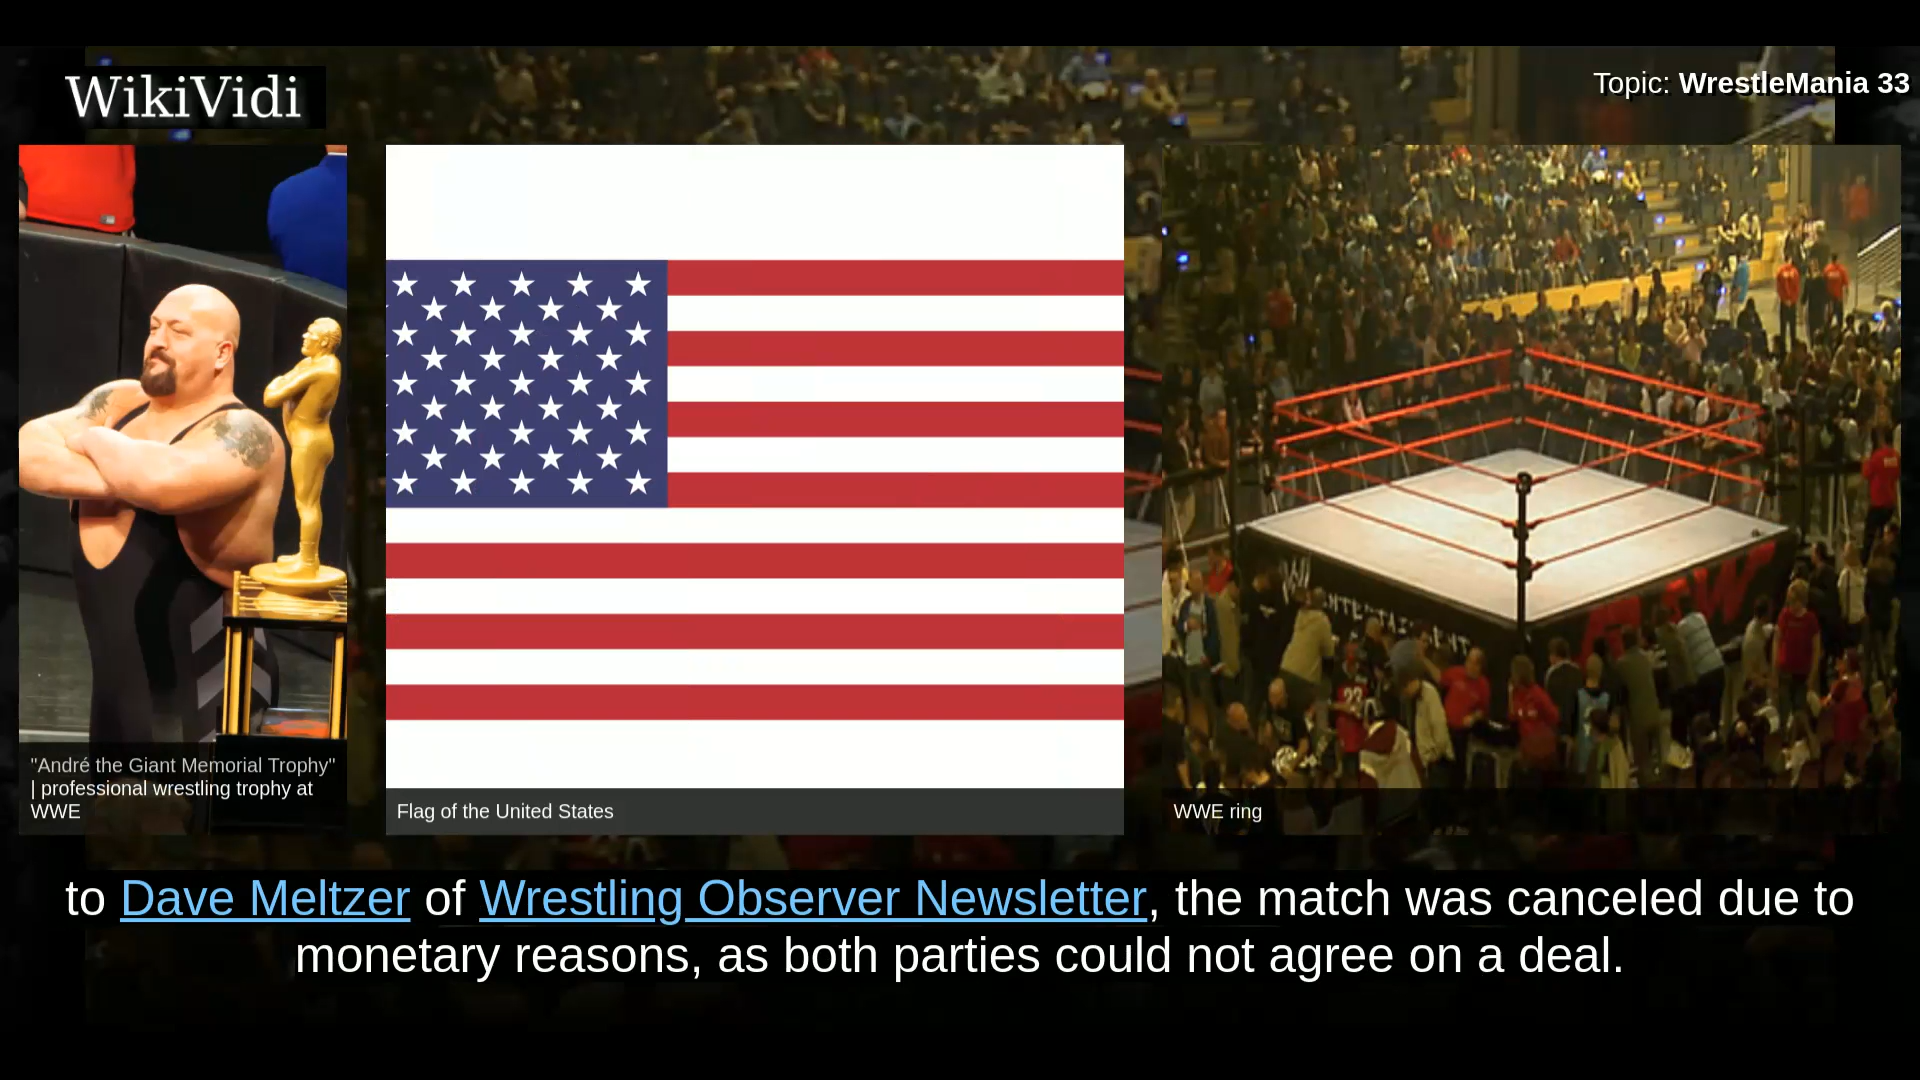 WikiVidi
Topic: WrestleMania 33
"André the Giant Memorial Trophy"
| professional wrestling trophy at
WWE
Flag of the United States
WWE ring
to Dave Meltzer of Wrestling Observer Newsletter, the match was canceled due to
monetary reasons, as both parties could not agree on a deal.